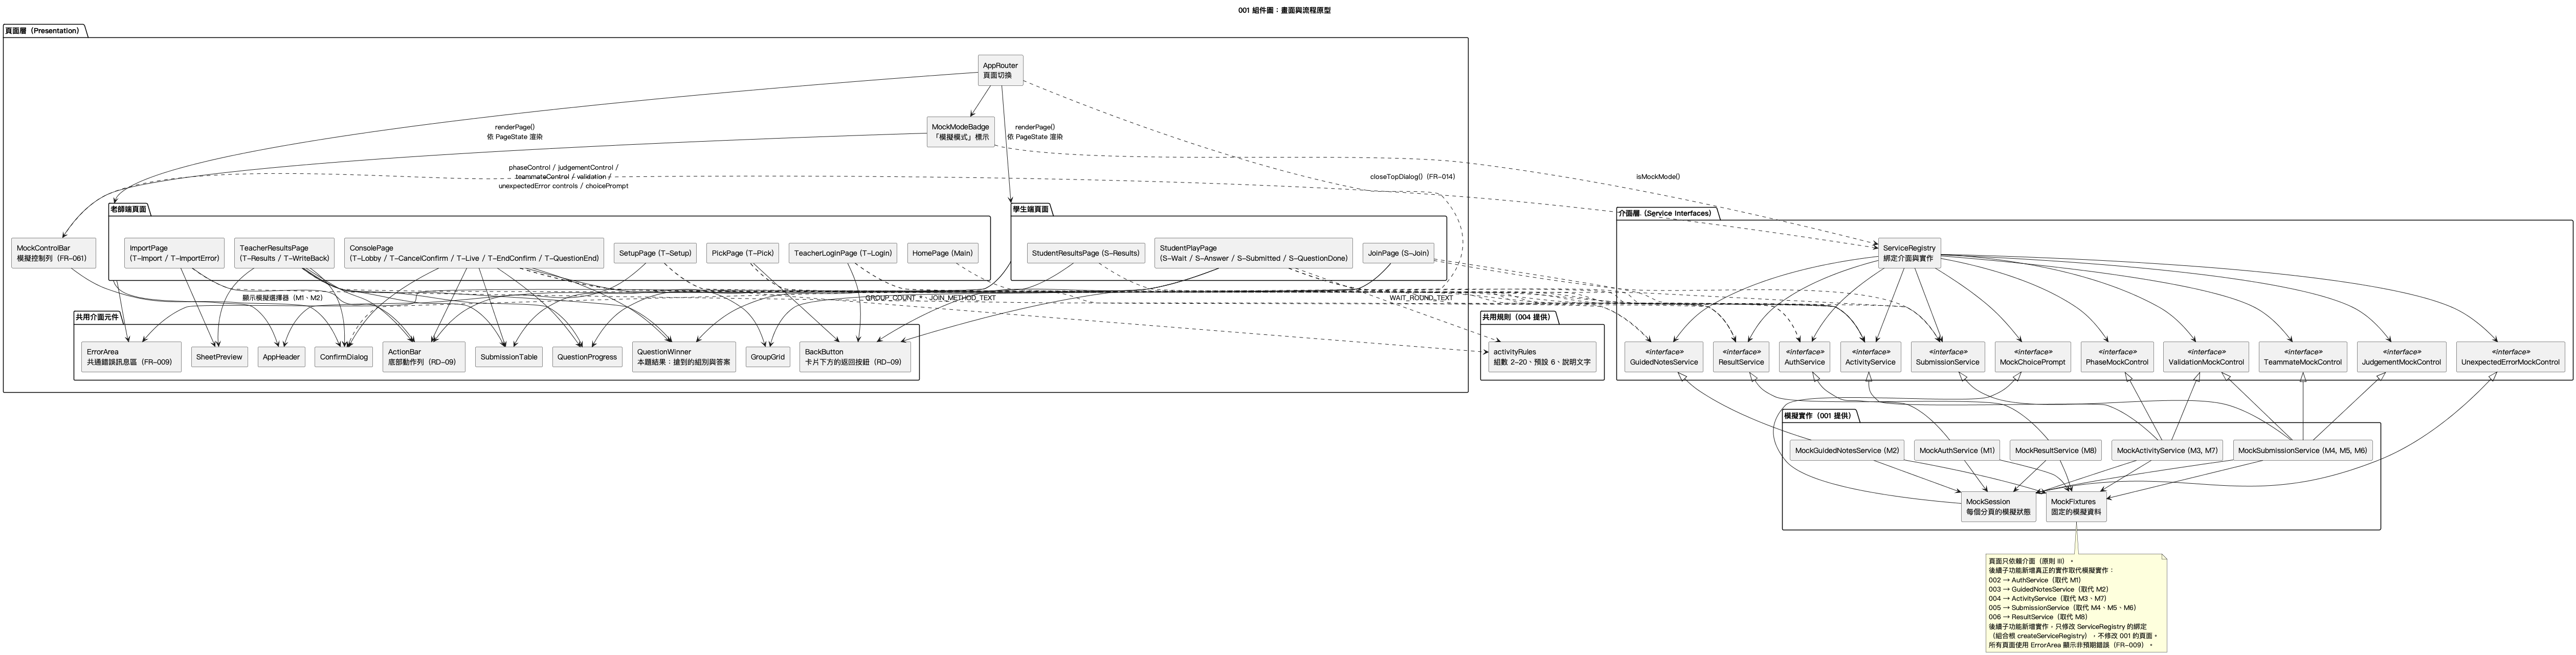 001 組件圖：畫面與流程原型
頁面層（Presentation）
AppRouter
頁面切換
MockModeBadge
「模擬模式」標示
renderPage()
依 PageState 渲染
renderPage()
依 PageState 渲染
phaseControl / judgementControl /
teammateControl / validation /
unexpectedError controls / choicePrompt
closeTopDialog()（FR-014）
isMockMode()
老師端頁面
學生端頁面
介面層（Service Interfaces）
MockControlBar
模擬控制列（FR-061）
ImportPage
(T-Import / T-ImportError)
TeacherResultsPage
(T-Results / T-WriteBack)
ConsolePage
(T-Lobby / T-CancelConfirm / T-Live / T-EndConfirm / T-QuestionEnd)
SetupPage (T-Setup)
PickPage (T-Pick)
TeacherLoginPage (T-Login)
HomePage (Main)
StudentResultsPage (S-Results)
StudentPlayPage
(S-Wait / S-Answer / S-Submitted / S-QuestionDone)
JoinPage (S-Join)
ServiceRegistry
綁定介面與實作
顯示模擬選擇器（M1、M2）
GROUP_COUNT_*、JOIN_METHOD_TEXT
WAIT_ROUND_TEXT
共用介面元件
共用規則（004 提供）
ErrorArea
共通錯誤訊息區（FR-009）
SheetPreview
AppHeader
ConfirmDialog
ActionBar
底部動作列（RD-09）
SubmissionTable
QuestionProgress
QuestionWinner
本題結果：搶到的組別與答案
GroupGrid
BackButton
卡片下方的返回按鈕（RD-09）
activityRules
組數 2–20、預設 6、說明文字
«interface»
GuidedNotesService
«interface»
ResultService
«interface»
AuthService
«interface»
ActivityService
«interface»
SubmissionService
«interface»
MockChoicePrompt
«interface»
PhaseMockControl
«interface»
ValidationMockControl
«interface»
TeammateMockControl
«interface»
JudgementMockControl
«interface»
UnexpectedErrorMockControl
模擬實作（001 提供）
MockGuidedNotesService (M2)
MockAuthService (M1)
MockResultService (M8)
MockActivityService (M3, M7)
MockSubmissionService (M4, M5, M6)
MockSession
每個分頁的模擬狀態
MockFixtures
固定的模擬資料
頁面只依賴介面（原則 III）。
後續子功能新增真正的實作取代模擬實作：
002 → AuthService（取代 M1）
003 → GuidedNotesService（取代 M2）
004 → ActivityService（取代 M3、M7）
005 → SubmissionService（取代 M4、M5、M6）
006 → ResultService（取代 M8）
後續子功能新增實作，只修改 ServiceRegistry 的綁定
（組合根 createServiceRegistry），不修改 001 的頁面。
所有頁面使用 ErrorArea 顯示非預期錯誤（FR-009）。